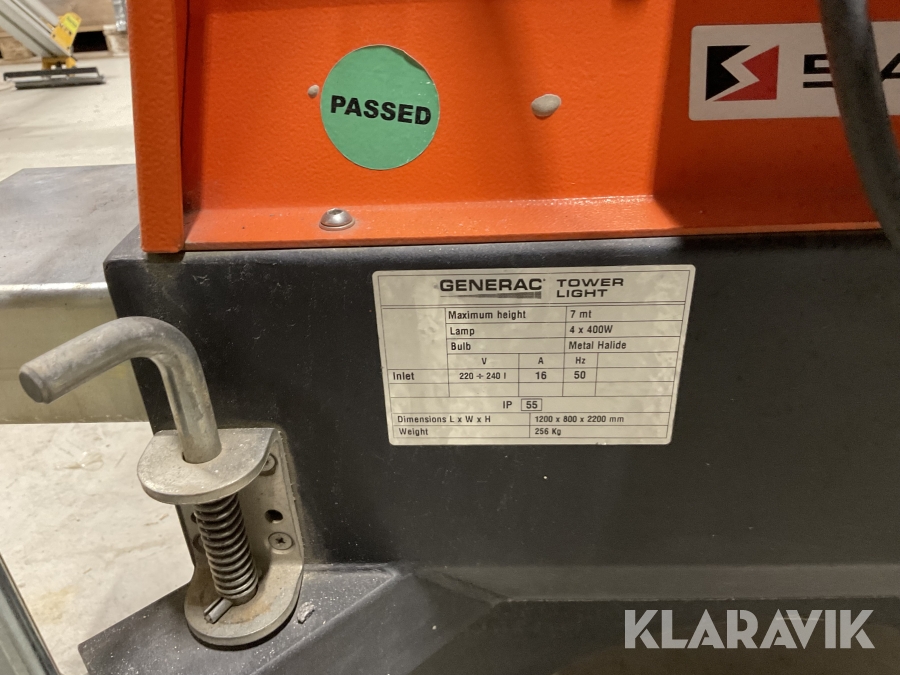 PASSED
GENERAC TOWER LIGHT
Maximum height 7 mt
Lamp 4 x 400W
Bulb Metal Halide
V A Hz
Inlet 220 ÷ 240 I 16 50
IP 55
Dimensions L x W x H 1200 x 800 x 2200 mm
Weight 256 Kg
KLARAVIK